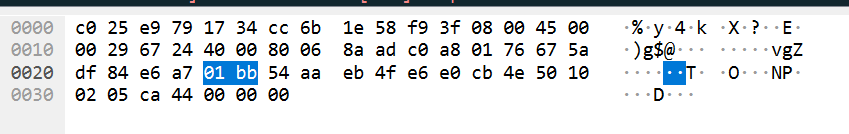 0000 c0 25 e9 79 17 34 cc 6b 1e 58 f9 3f 08 00 45 00 ·%·y·4·k ·X·?··E·
0010 00 29 67 24 40 00 80 06 8a ad c0 a8 01 76 67 5a ·)g$@··· ·····vgZ
0020 df 84 e6 a7 01 bb 54 aa eb 4f e6 e0 cb 4e 50 10 ······T· ·O···NP·
0030 02 05 ca 44 00 00 00 ···D···